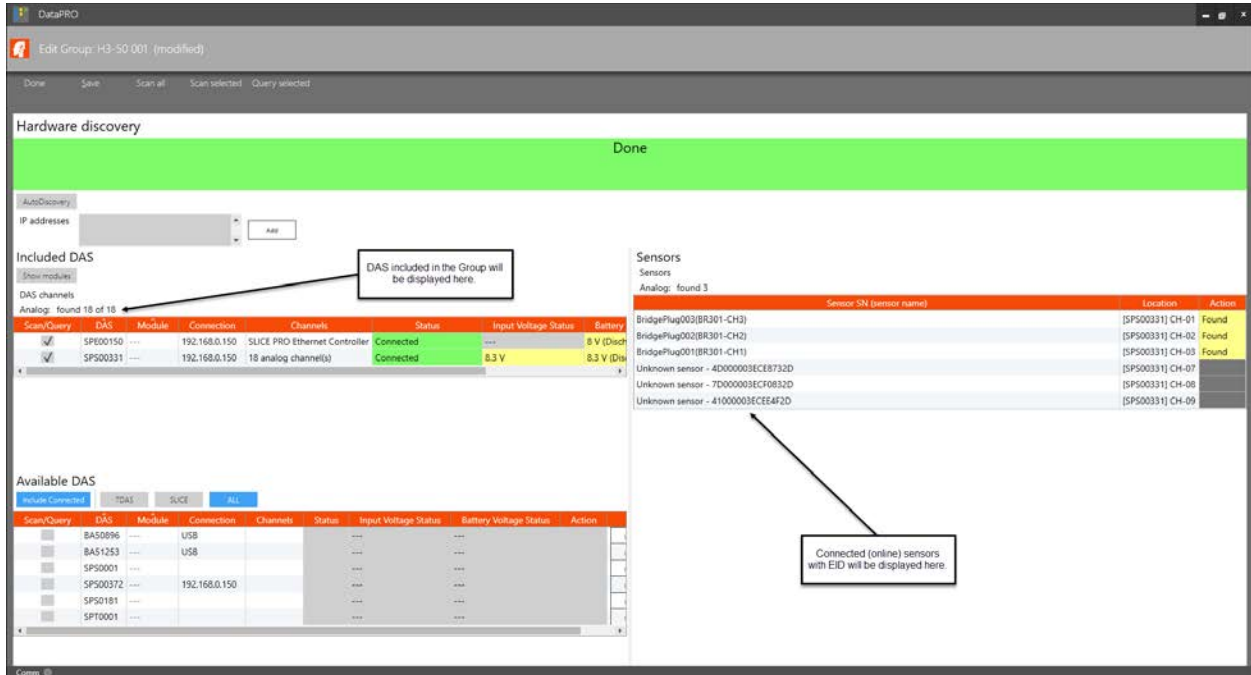 DataPRO
Edit Group: H3-50 001 (modified)
Done Save Scan all Scan selected Query selected
Hardware discovery
Done
AutoDiscovery
IP addresses
Add
Included DAS
Show modules
DAS channels
Analog: found 18 of 18
DAS included in the Group will
be displayed here.
Scan/Query DAS Module Connection Channels Status Input Voltage Status Battery
SPE00150 --- 192.168.0.150 SLICE PRO Ethernet Controller Connected --- 8 V (Disch
SPS00331 --- 192.168.0.150 18 analog channel(s) Connected 8.3 V 8.3 V (Dis
Sensors
Sensors
Analog: found 3
Sensor SN (sensor name) Location Action
BridgePlug003(BR301-CH3) [SPS00331] CH-01 Found
BridgePlug002(BR301-CH2) [SPS00331] CH-02 Found
BridgePlug001(BR301-CH1) [SPS00331] CH-03 Found
Unknown sensor - 4D000003ECE8732D [SPS00331] CH-07
Unknown sensor - 7D000003ECF0832D [SPS00331] CH-08
Unknown sensor - 41000003ECEE4F2D [SPS00331] CH-09
Connected (online) sensors
with EID will be displayed here.
Available DAS
Include Connected TDAS SLICE ALL
Scan/Query DAS Module Connection Channels Status Input Voltage Status Battery Voltage Status Action
BA50896 --- USB --- ---
BA51253 --- USB --- ---
SPS0001 --- --- ---
SPS00372 --- 192.168.0.150 --- ---
SPS0181 --- --- ---
SPT0001 --- --- ---
Comm